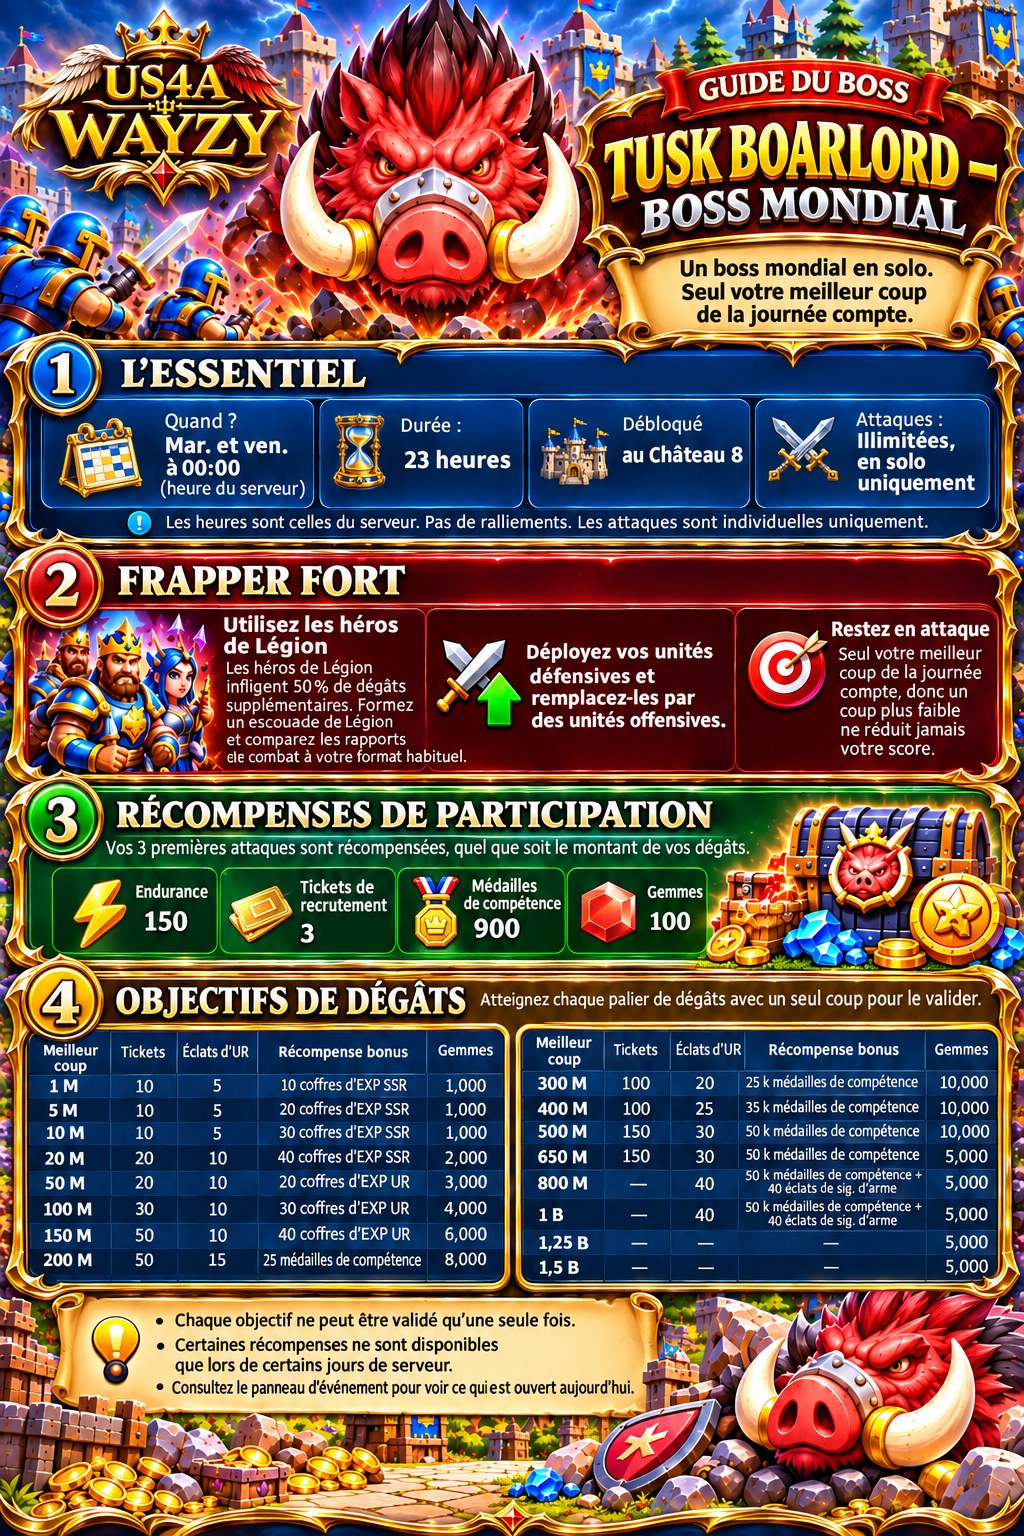 US4A
WAYZY
GUIDE DU BOSS
TUSK BOARLORD –
BOSS MONDIAL
Un boss mondial en solo.
Seul votre meilleur coup
de la journée compte.
1 L'ESSENTIEL
Quand ?
Mar. et ven.
à 00:00
(heure du serveur)
Durée :
23 heures
Débloqué
au Château 8
Attaques :
Illimitées,
en solo
uniquement
! Les heures sont celles du serveur. Pas de ralliements. Les attaques sont individuelles uniquement.
2 FRAPPER FORT
Utilisez les héros
de Légion
Les héros de Légion
infligent 50 % de dégâts
supplémentaires. Formez
un escouade de Légion
et comparez les rapports
de combat à votre format habituel.
Déployez vos unités
défensives et
remplacez-les par
des unités offensives.
Restez en attaque
Seul votre meilleur
coup de la journée
compte, donc un
coup plus faible
ne réduit jamais
votre score.
3 RÉCOMPENSES DE PARTICIPATION
Vos 3 premières attaques sont récompensées, quel que soit le montant de vos dégâts.
Endurance
150
Tickets de
recrutement
3
Médailles
de compétence
900
Gemmes
100
4 OBJECTIFS DE DÉGÂTS Atteignez chaque palier de dégâts avec un seul coup pour le valider.
Meilleur
coup Tickets Éclats d'UR Récompense bonus Gemmes
1 M 10 5 10 coffres d'EXP SSR 1,000
5 M 10 5 20 coffres d'EXP SSR 1,000
10 M 10 5 30 coffres d'EXP SSR 1,000
20 M 20 10 40 coffres d'EXP SSR 2,000
50 M 20 10 20 coffres d'EXP UR 3,000
100 M 30 10 30 coffres d'EXP UR 4,000
150 M 50 10 40 coffres d'EXP UR 6,000
200 M 50 15 25 médailles de compétence 8,000
Meilleur
coup Tickets Éclats d'UR Récompense bonus Gemmes
300 M 100 20 25 k médailles de compétence 10,000
400 M 100 25 35 k médailles de compétence 10,000
500 M 150 30 50 k médailles de compétence 10,000
650 M 150 30 50 k médailles de compétence 5,000
800 M — 40 50 k médailles de compétence +
40 éclats de sig. d'arme 5,000
1 B — 40 50 k médailles de compétence +
40 éclats de sig. d'arme 5,000
1,25 B — — — 5,000
1,5 B — — — 5,000
• Chaque objectif ne peut être validé qu'une seule fois.
• Certaines récompenses ne sont disponibles
que lors de certains jours de serveur.
• Consultez le panneau d'événement pour voir ce qui est ouvert aujourd'hui.